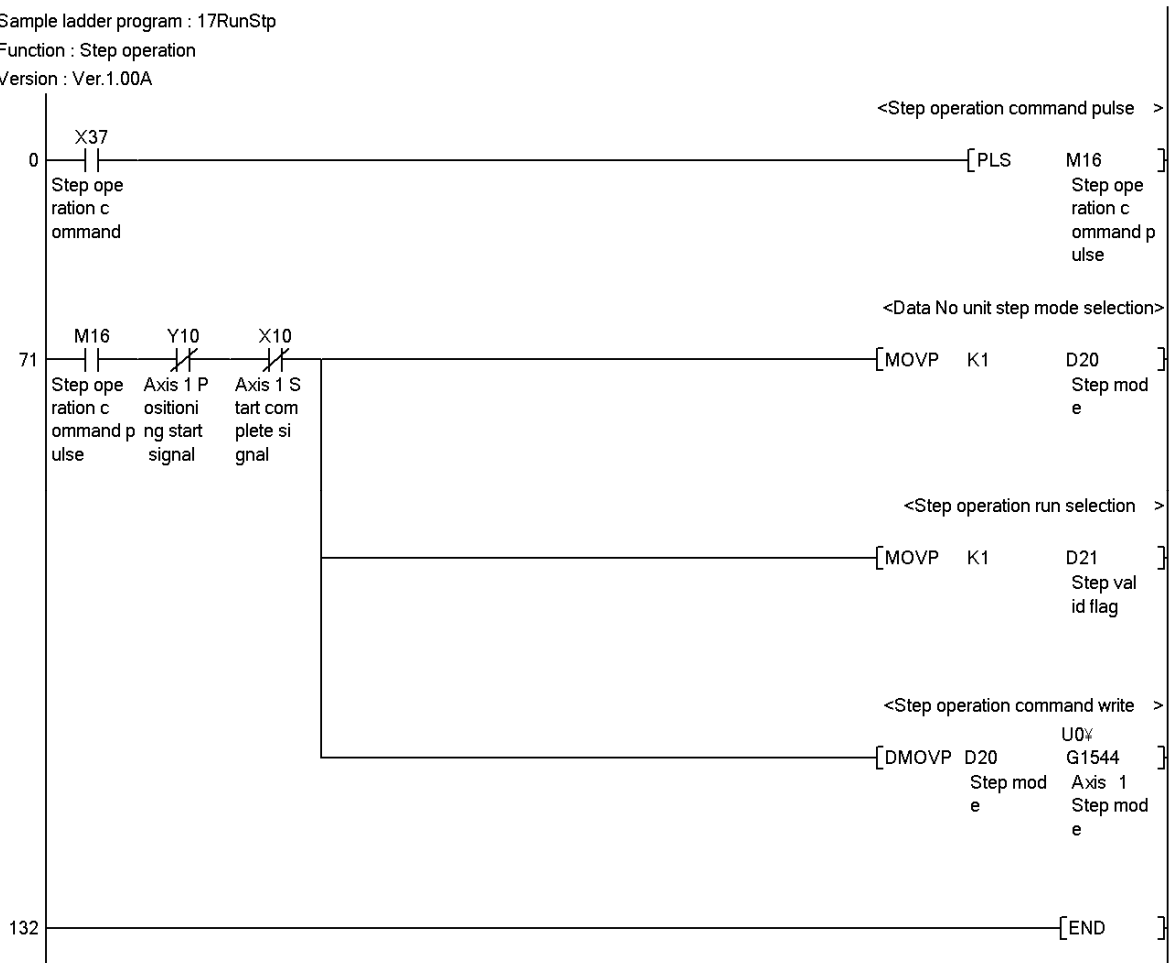 Sample ladder program : 17RunStp
Function : Step operation
Version : Ver.1.00A
<Step operation command pulse >
X37
0 [PLS M16 ]
Step ope Step ope
ration c ration c
ommand ommand p
ulse
<Data No unit step mode selection>
M16 Y10 X10
71 [MOVP K1 D20 ]
Step ope Axis 1 P Axis 1 S Step mod
ration c ositioni tart com e
ommand p ng start plete si
ulse signal gnal
<Step operation run selection >
[MOVP K1 D21 ]
Step val
id flag
<Step operation command write >
U0¥
[DMOVP D20 G1544 ]
Step mod Axis 1
e Step mod
e
132 [END ]